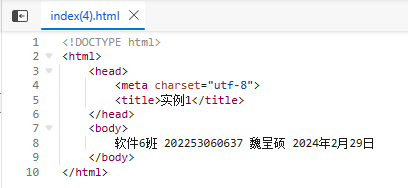 index(4).html
1 <!DOCTYPE html>
2 <html>
3 <head>
4 <meta charset="utf-8">
5 <title>实例1</title>
6 </head>
7 <body>
8 软件6班 202253060637 魏呈硕 2024年2月29日
9 </body>
10 </html>